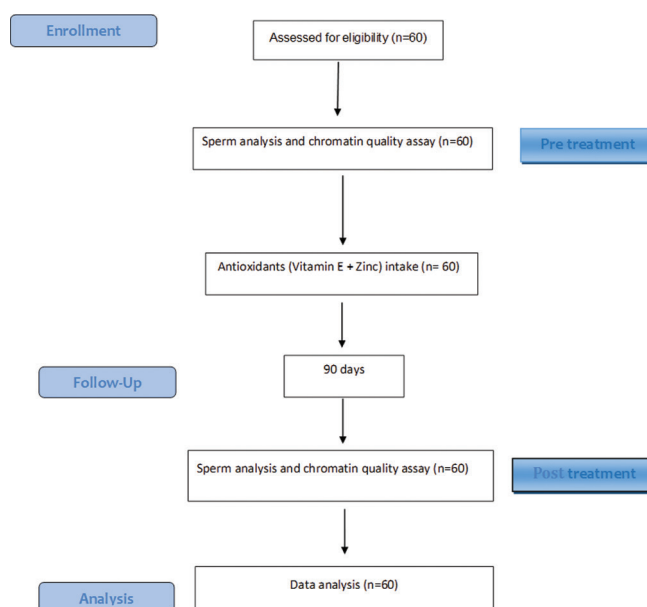 Enrollment
Assessed for eligibility (n=60)
Sperm analysis and chromatin quality assay (n=60)
Pre treatment
Antioxidants (Vitamin E + Zinc) intake (n= 60)
90 days
Follow-Up
Sperm analysis and chromatin quality assay (n=60)
Post treatment
Data analysis (n=60)
Analysis